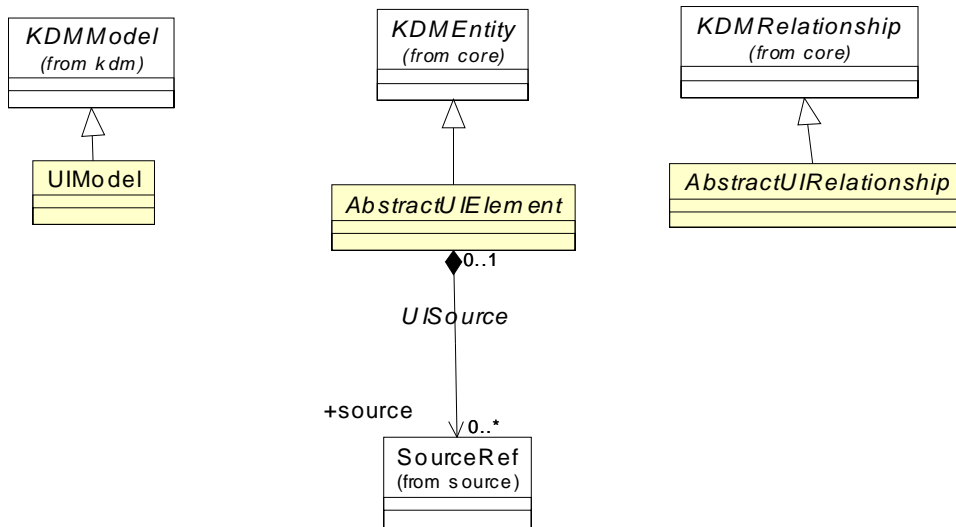 KDMModel
(from kdm)
KDMEntity
(from core)
KDMRelationship
(from core)
UIModel
AbstractUIElement
AbstractUIRelationship
0..1
UISource
+source
0..*
SourceRef
(from source)